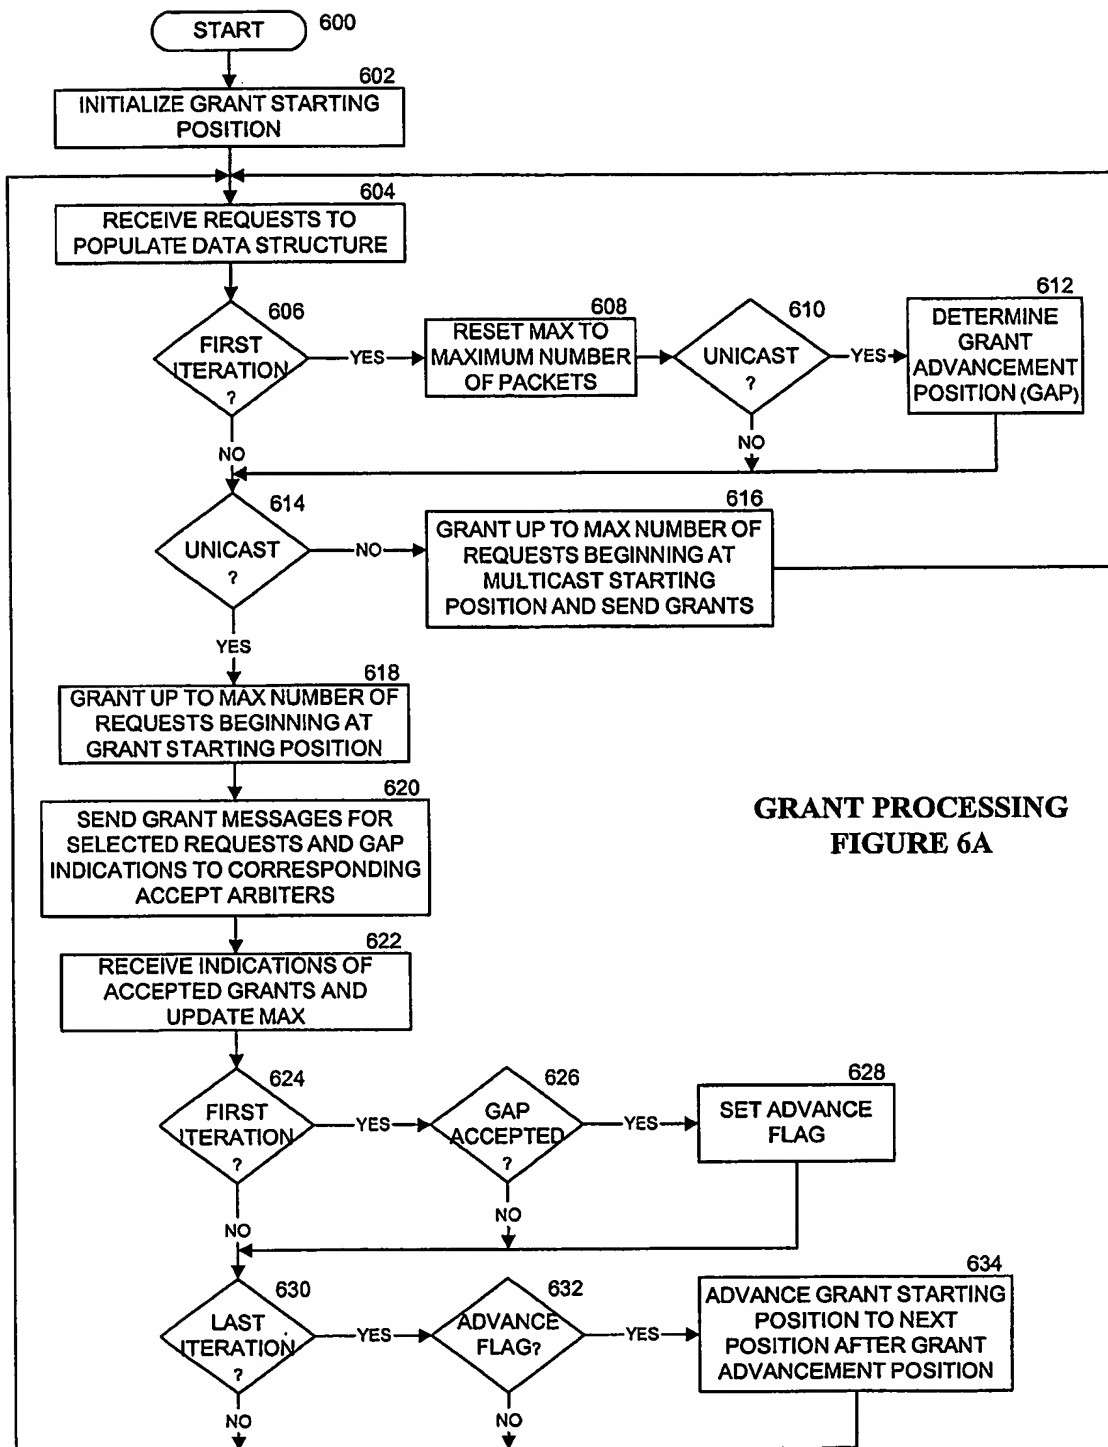 START
600
602
INITIALIZE GRANT STARTING
POSITION
604
RECEIVE REQUESTS TO
POPULATE DATA STRUCTURE
606
FIRST
ITERATION
?
YES
608
RESET MAX TO
MAXIMUM NUMBER
OF PACKETS
610
UNICAST
?
YES
612
DETERMINE
GRANT
ADVANCEMENT
POSITION (GAP)
NO
NO
614
UNICAST
?
NO
616
GRANT UP TO MAX NUMBER OF
REQUESTS BEGINNING AT
MULTICAST STARTING
POSITION AND SEND GRANTS
YES
618
GRANT UP TO MAX NUMBER OF
REQUESTS BEGINNING AT
GRANT STARTING POSITION
620
SEND GRANT MESSAGES FOR
SELECTED REQUESTS AND GAP
INDICATIONS TO CORRESPONDING
ACCEPT ARBITERS
GRANT PROCESSING
FIGURE 6A
622
RECEIVE INDICATIONS OF
ACCEPTED GRANTS AND
UPDATE MAX
624
FIRST
ITERATION
?
YES
626
GAP
ACCEPTED
?
YES
628
SET ADVANCE
FLAG
NO
NO
630
LAST
ITERATION
?
YES
632
ADVANCE
FLAG?
YES
634
ADVANCE GRANT STARTING
POSITION TO NEXT
POSITION AFTER GRANT
ADVANCEMENT POSITION
NO
NO